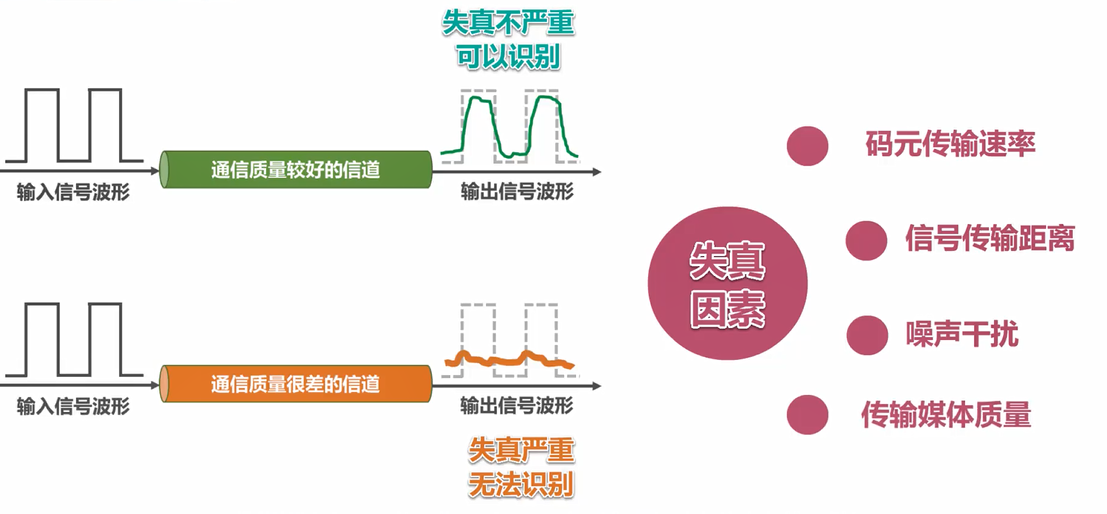 失真不严重
可以识别
通信质量较好的信道
输入信号波形
输出信号波形
通信质量很差的信道
输入信号波形
输出信号波形
失真严重
无法识别
失真
因素
码元传输速率
信号传输距离
噪声干扰
传输媒体质量